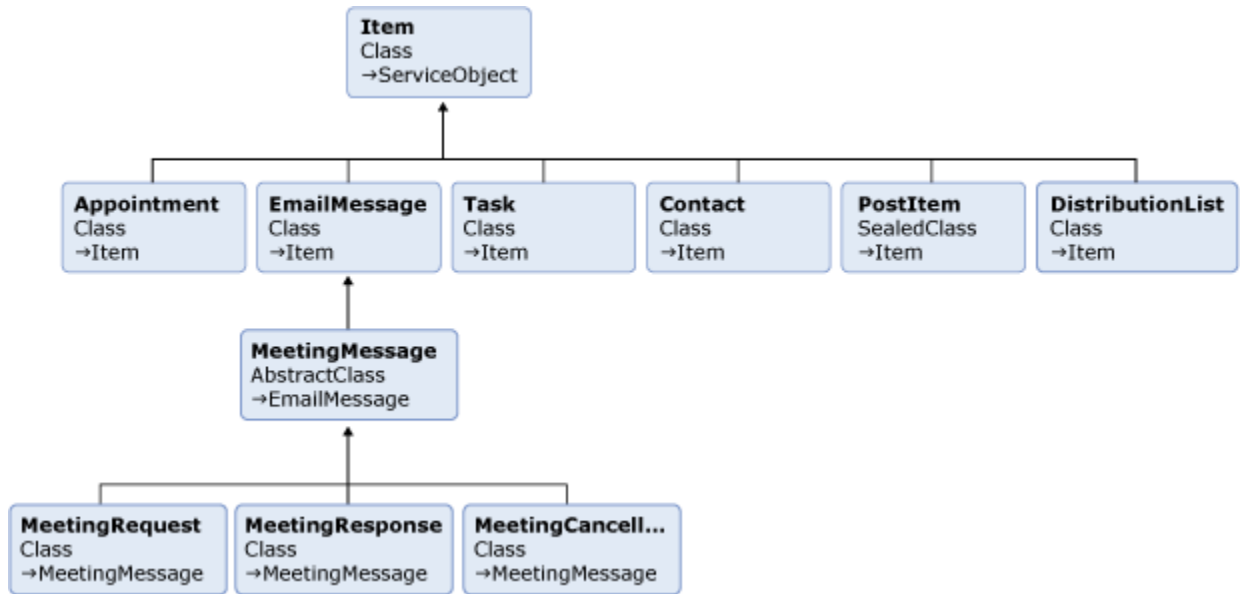 Item
Class
→ServiceObject
Appointment
Class
→Item
EmailMessage
Class
→Item
Task
Class
→Item
Contact
Class
→Item
PostItem
SealedClass
→Item
DistributionList
Class
→Item
MeetingMessage
AbstractClass
→EmailMessage
MeetingRequest
Class
→MeetingMessage
MeetingResponse
Class
→MeetingMessage
MeetingCancell...
Class
→MeetingMessage